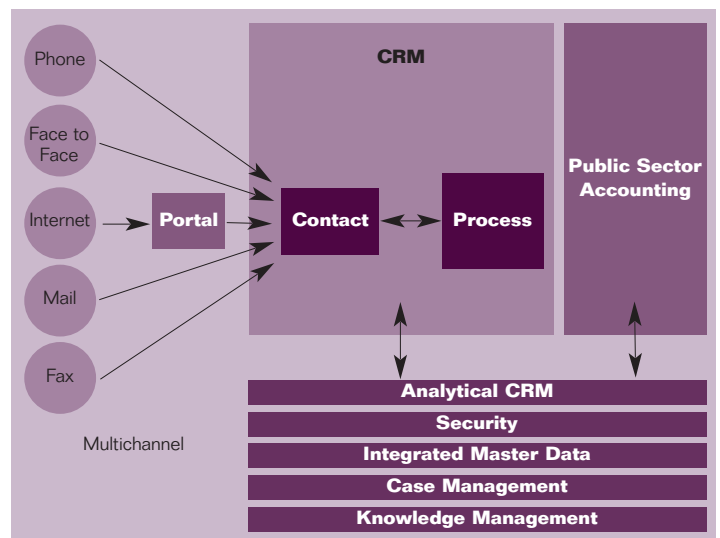 Phone
Face to
Face
Internet
Mail
Fax
Multichannel
Portal
CRM
Contact
Process
Public Sector
Accounting
Analytical CRM
Security
Integrated Master Data
Case Management
Knowledge Management